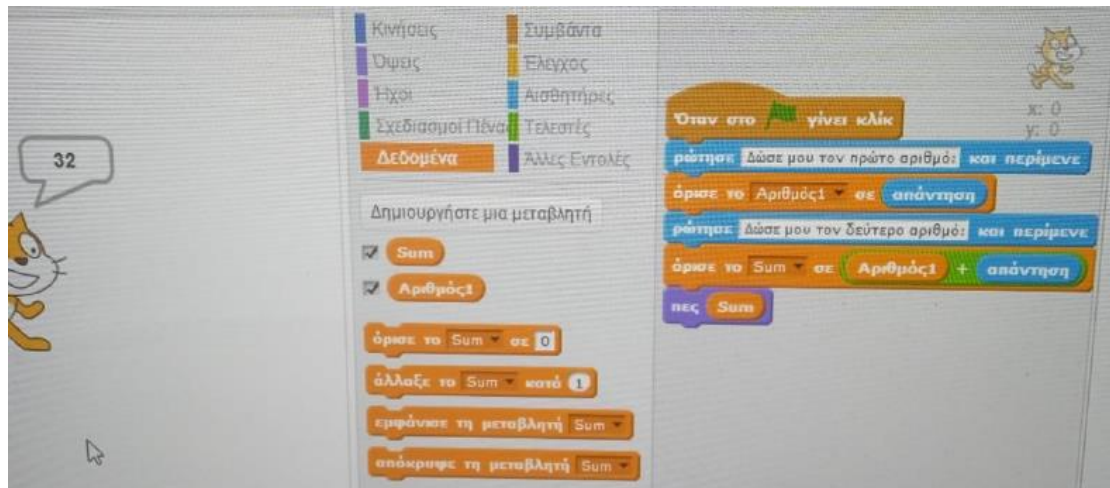 32
Κινήσεις
Συμβάντα
Όψεις
Έλεγχος
Ήχοι
Αισθητήρες
Σχεδιασμοί Πένας
Τελεστές
Δεδομένα
Άλλες Εντολές
Δημιουργήστε μια μεταβλητή
Sum
Αριθμός1
όρισε το Sum σε 0
άλλαξε το Sum κατά 1
εμφάνισε τη μεταβλητή Sum
απόκρυψε τη μεταβλητή Sum
x: 0
y: 0
Όταν στο γίνει κλίκ
ρώτησε Δώσε μου τον πρώτο αριθμό: και περίμενε
όρισε το Αριθμός1 σε απάντηση
ρώτησε Δώσε μου τον δεύτερο αριθμό: και περίμενε
όρισε το Sum σε Αριθμός1 + απάντηση
πες Sum